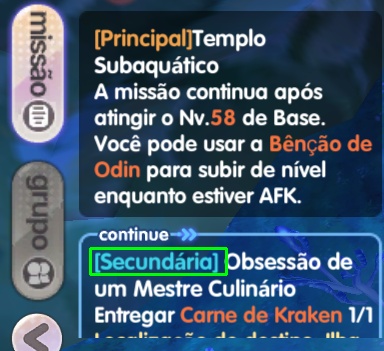 missão
[Principal]Templo
Subaquático
A missão continua após
atingir o Nv.58 de Base.
Você pode usar a Bênção de
Odin para subir de nível
enquanto estiver AFK.
grupo
continue
[Secundária] Obsessão de
um Mestre Culinário
Entregar Carne de Kraken 1/1